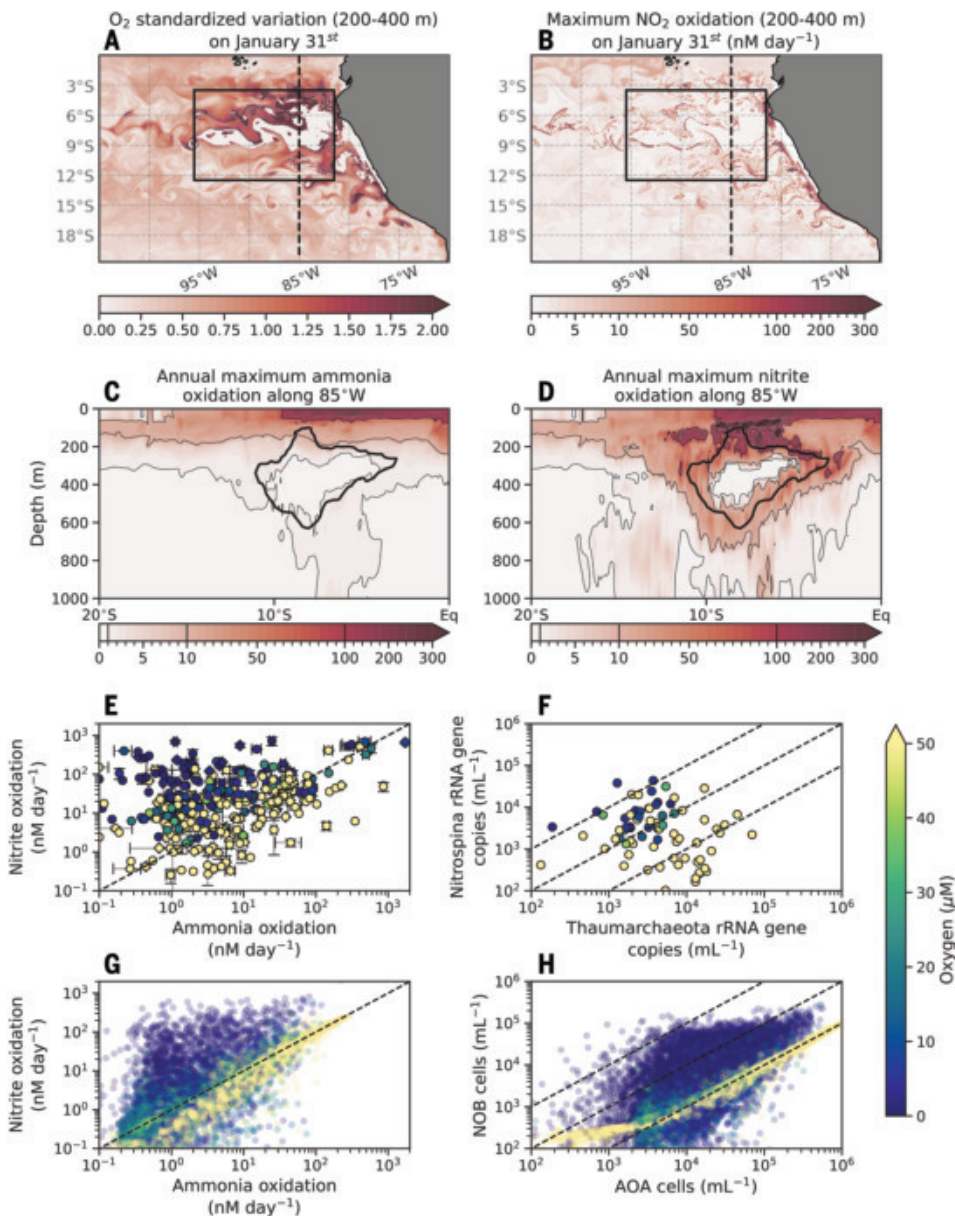 O₂ standardized variation (200-400 m)
on January 31ˢᵗ
A
3°S
6°S
9°S
12°S
15°S
18°S
95°W
85°W
75°W
0.00 0.25 0.50 0.75 1.00 1.25 1.50 1.75 2.00
Maximum NO₂ oxidation (200-400 m)
on January 31ˢᵗ (nM day⁻¹)
B
3°S
6°S
9°S
12°S
15°S
18°S
95°W
85°W
75°W
0 5 10 50 100 200 300
C
Annual maximum ammonia
oxidation along 85°W
Depth (m)
0
200
400
600
800
1000
20°S 10°S Eq
0 5 10 50 100 200 300
D
Annual maximum nitrite
oxidation along 85°W
0
200
400
600
800
1000
20°S 10°S Eq
0 5 10 50 100 200 300
E
Nitrite oxidation
(nM day⁻¹)
10³
10²
10¹
10⁰
10⁻¹
10⁻¹ 10⁰ 10¹ 10² 10³
Ammonia oxidation
(nM day⁻¹)
F
Nitrospina rRNA gene
copies (mL⁻¹)
10⁶
10⁵
10⁴
10³
10²
10² 10³ 10⁴ 10⁵ 10⁶
Thaumarchaeota rRNA gene
copies (mL⁻¹)
G
Nitrite oxidation
(nM day⁻¹)
10³
10²
10¹
10⁰
10⁻¹
10⁻¹ 10⁰ 10¹ 10² 10³
Ammonia oxidation
(nM day⁻¹)
H
NOB cells (mL⁻¹)
10⁶
10⁵
10⁴
10³
10²
10² 10³ 10⁴ 10⁵ 10⁶
AOA cells (mL⁻¹)
50
40
30
20
10
0
Oxygen (μM)